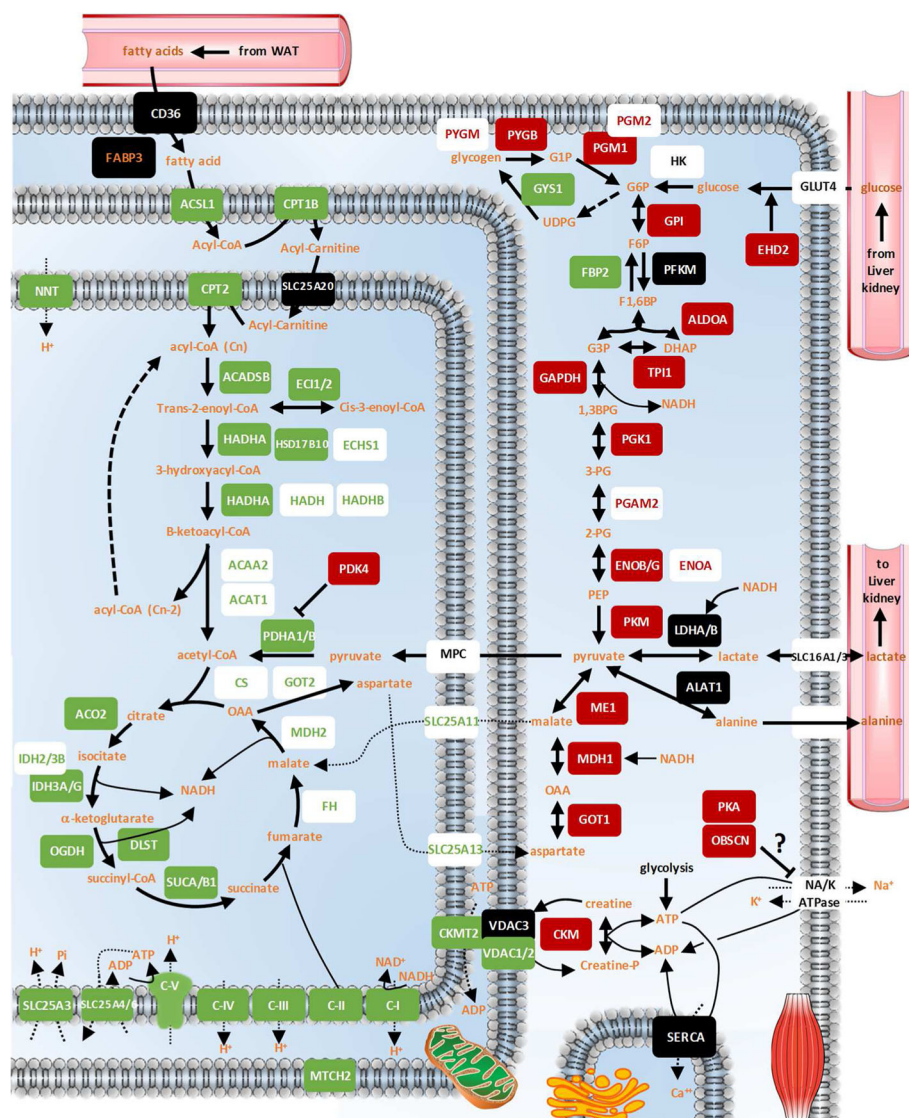 fatty acids
from WAT
CD36
FABP3
fatty acid
ACSL1
CPT1B
Acyl-CoA
Acyl-Carnitine
NNT
H⁺
CPT2
SLC25A20
Acyl-Carnitine
acyl-CoA (Cn)
ACADSB
ECI1/2
Trans-2-enoyl-CoA
Cis-3-enoyl-CoA
HADHA
HSD17B10
ECHS1
3-hydroxyacyl-CoA
HADHA
HADH
HADHB
B-ketoacyl-CoA
ACAA2
ACAT1
PDK4
acyl-CoA (Cn-2)
PDHA1/B
acetyl-CoA
pyruvate
MPC
CS
GOT2
aspartate
ACO2
citrate
OAA
SLC25A11
MDH2
isocitate
IDH2/3B
IDH3A/G
NADH
malate
α-ketoglutarate
FH
fumarate
OGDH
DLST
succinyl-CoA
SUCA/B1
succinate
SLC25A13
ATP
CKMT2
VDAC3
VDAC1/2
ADP
H⁺
Pi
ADP
ATP
H⁺
C-V
NAD⁺
NADH
SLC25A3
SLC25A4/6
C-IV
C-III
C-II
C-I
H⁺
H⁺
H⁺
MTCH2
PYGM
PYGB
PGM2
PGM1
glycogen
G1P
HK
GYS1
G6P
glucose
GLUT4
glucose
UDPG
GPI
EHD2
F6P
from
Liver
kidney
FBP2
PFKM
F1,6BP
ALDOA
G3P
DHAP
GAPDH
TPI1
1,3BPG
NADH
PGK1
3-PG
PGAM2
2-PG
ENOB/G
ENOA
PEP
NADH
to
Liver
kidney
PKM
LDHA/B
pyruvate
lactate
SLC16A1/3
lactate
ALAT1
ME1
malate
alanine
alanine
MDH1
NADH
OAA
GOT1
aspartate
PKA
OBSCN
?
glycolysis
NA/K
ATPase
Na⁺
K⁺
creatine
ATP
CKM
ADP
Creatine-P
SERCA
Ca⁺⁺